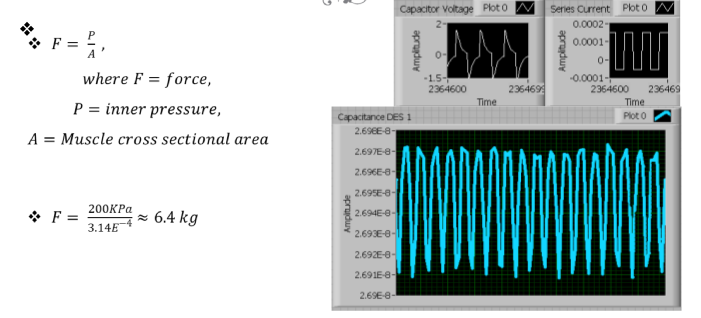 ❖
❖ F = P/A ,
where F = force,
P = inner pressure,
A = Muscle cross sectional area
❖ F = 200KPa/3.14E⁻⁴ ≈ 6.4 kg
Capacitor Voltage Plot 0
Amplitude
2
0
-1.5
2364600 2364699
Time
Series Current Plot 0
Amplitude
0.0002
0.0001
0
-0.0001
2364600 236469
Time
Capacitance DES 1 Plot 0
Amplitude
2.698E-8
2.697E-8
2.696E-8
2.695E-8
2.694E-8
2.693E-8
2.692E-8
2.691E-8
2.69E-8